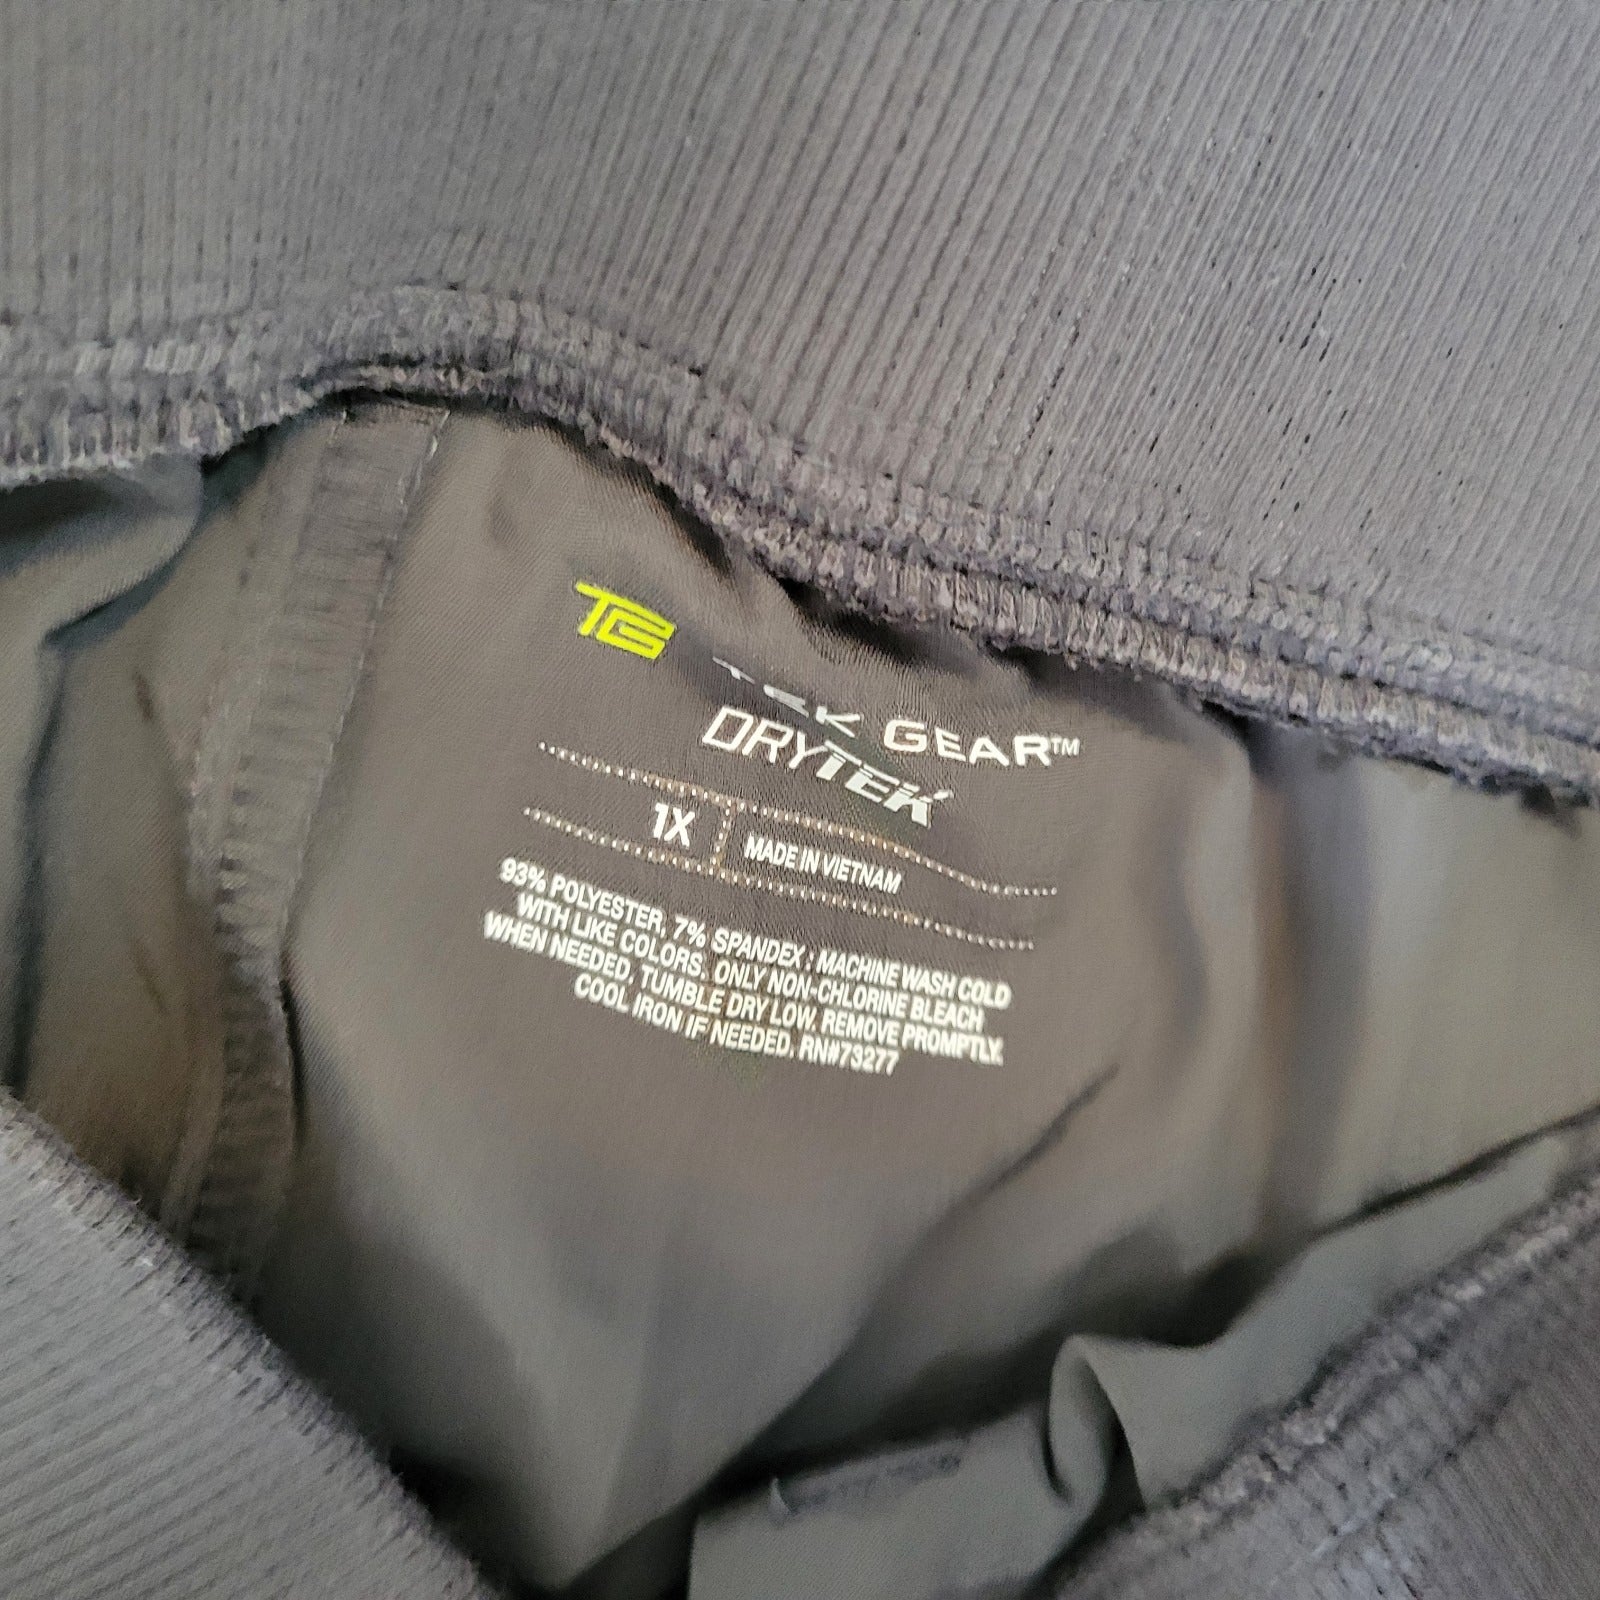 TG
TEK GEAR™
DRYTEK
1X
MADE IN VIETNAM
93% POLYESTER, 7% SPANDEX; MACHINE WASH COLD
WITH LIKE COLORS. ONLY NON-CHLORINE BLEACH
WHEN NEEDED. TUMBLE DRY LOW. REMOVE PROMPTLY.
COOL IRON IF NEEDED. RN#73277